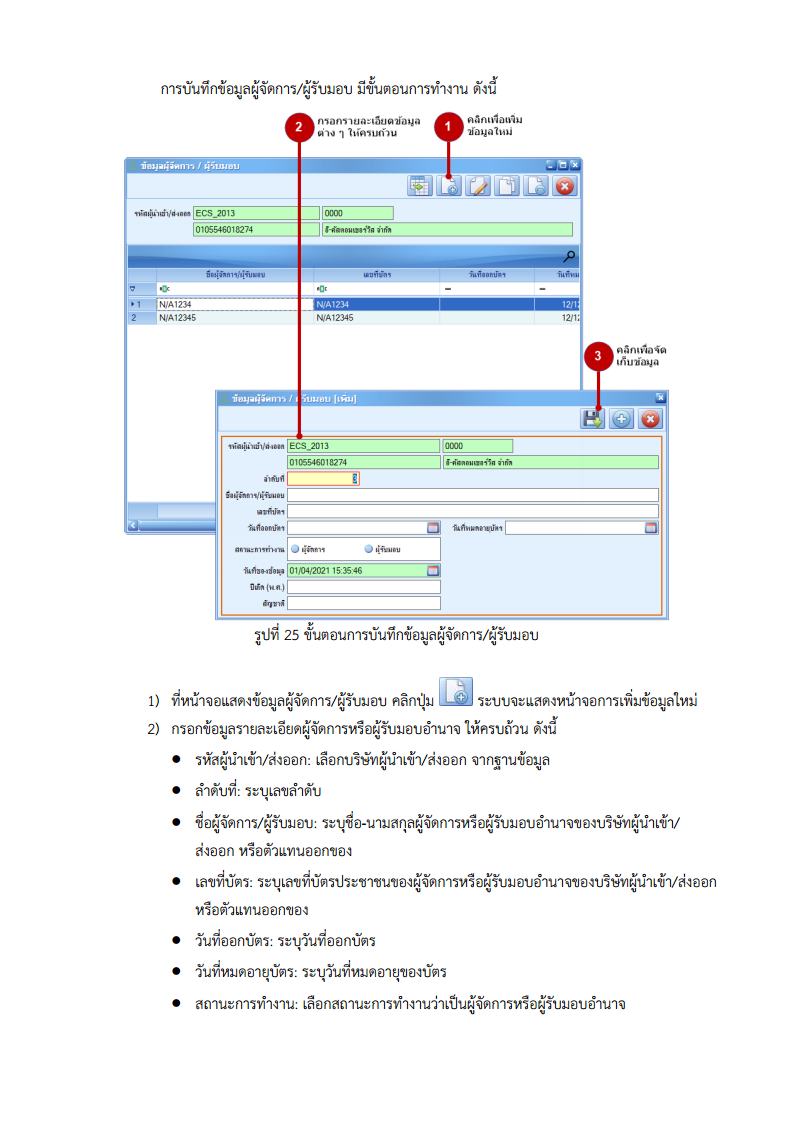 การบันทึกข้อมูลผู้จัดการ/ผู้รับมอบ มีขั้นตอนการทำงาน ดังนี้
2 กรอกรายละเอียดข้อมูล
ต่าง ๆ ให้ครบถ้วน
1 คลิกเพื่อเพิ่ม
ข้อมูลใหม่
ข้อมูลผู้จัดการ / ผู้รับมอบ
รหัสผู้นำเข้า/ส่งออก ECS_2013 0000
0105546018274 อี-คัสตอมเซอร์วิส จำกัด
ชื่อผู้จัดการ/ผู้รับมอบ เลขที่บัตร วันที่ออกบัตร วันที่หม
1 N/A1234 N/A1234 12/12
2 N/A12345 N/A12345 12/12
3 คลิกเพื่อจัด
เก็บข้อมูล
ข้อมูลผู้จัดการ / ผู้รับมอบ [เพิ่ม]
รหัสผู้นำเข้า/ส่งออก ECS_2013 0000
0105546018274 อี-คัสตอมเซอร์วิส จำกัด
ลำดับที่ 3
ชื่อผู้จัดการ/ผู้รับมอบ
เลขที่บัตร
วันที่ออกบัตร วันที่หมดอายุบัตร
สถานะการทำงาน ผู้จัดการ ผู้รับมอบ
วันที่ของข้อมูล 01/04/2021 15:35:46
ปีเกิด (พ.ศ.)
สัญชาติ
รูปที่ 25 ขั้นตอนการบันทึกข้อมูลผู้จัดการ/ผู้รับมอบ
1) ที่หน้าจอแสดงข้อมูลผู้จัดการ/ผู้รับมอบ คลิกปุ่ม ระบบจะแสดงหน้าจอการเพิ่มข้อมูลใหม่
2) กรอกข้อมูลรายละเอียดผู้จัดการหรือผู้รับมอบอำนาจ ให้ครบถ้วน ดังนี้
● รหัสผู้นำเข้า/ส่งออก: เลือกบริษัทผู้นำเข้า/ส่งออก จากฐานข้อมูล
● ลำดับที่: ระบุเลขลำดับ
● ชื่อผู้จัดการ/ผู้รับมอบ: ระบุชื่อ-นามสกุลผู้จัดการหรือผู้รับมอบอำนาจของบริษัทผู้นำเข้า/
ส่งออก หรือตัวแทนออกของ
● เลขที่บัตร: ระบุเลขที่บัตรประชาชนของผู้จัดการหรือผู้รับมอบอำนาจของบริษัทผู้นำเข้า/ส่งออก
หรือตัวแทนออกของ
● วันที่ออกบัตร: ระบุวันที่ออกบัตร
● วันที่หมดอายุบัตร: ระบุวันที่หมดอายุของบัตร
● สถานะการทำงาน: เลือกสถานะการทำงานว่าเป็นผู้จัดการหรือผู้รับมอบอำนาจ